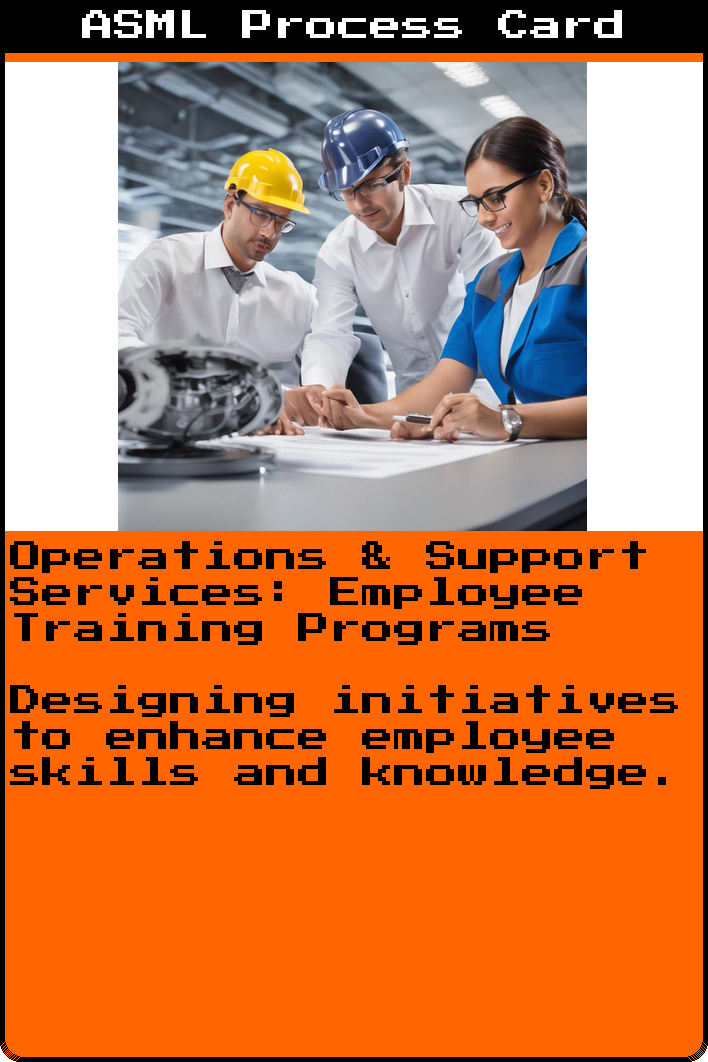 ASML Process Card
Operations & Support
Services: Employee
Training Programs
Designing initiatives
to enhance employee
skills and knowledge.